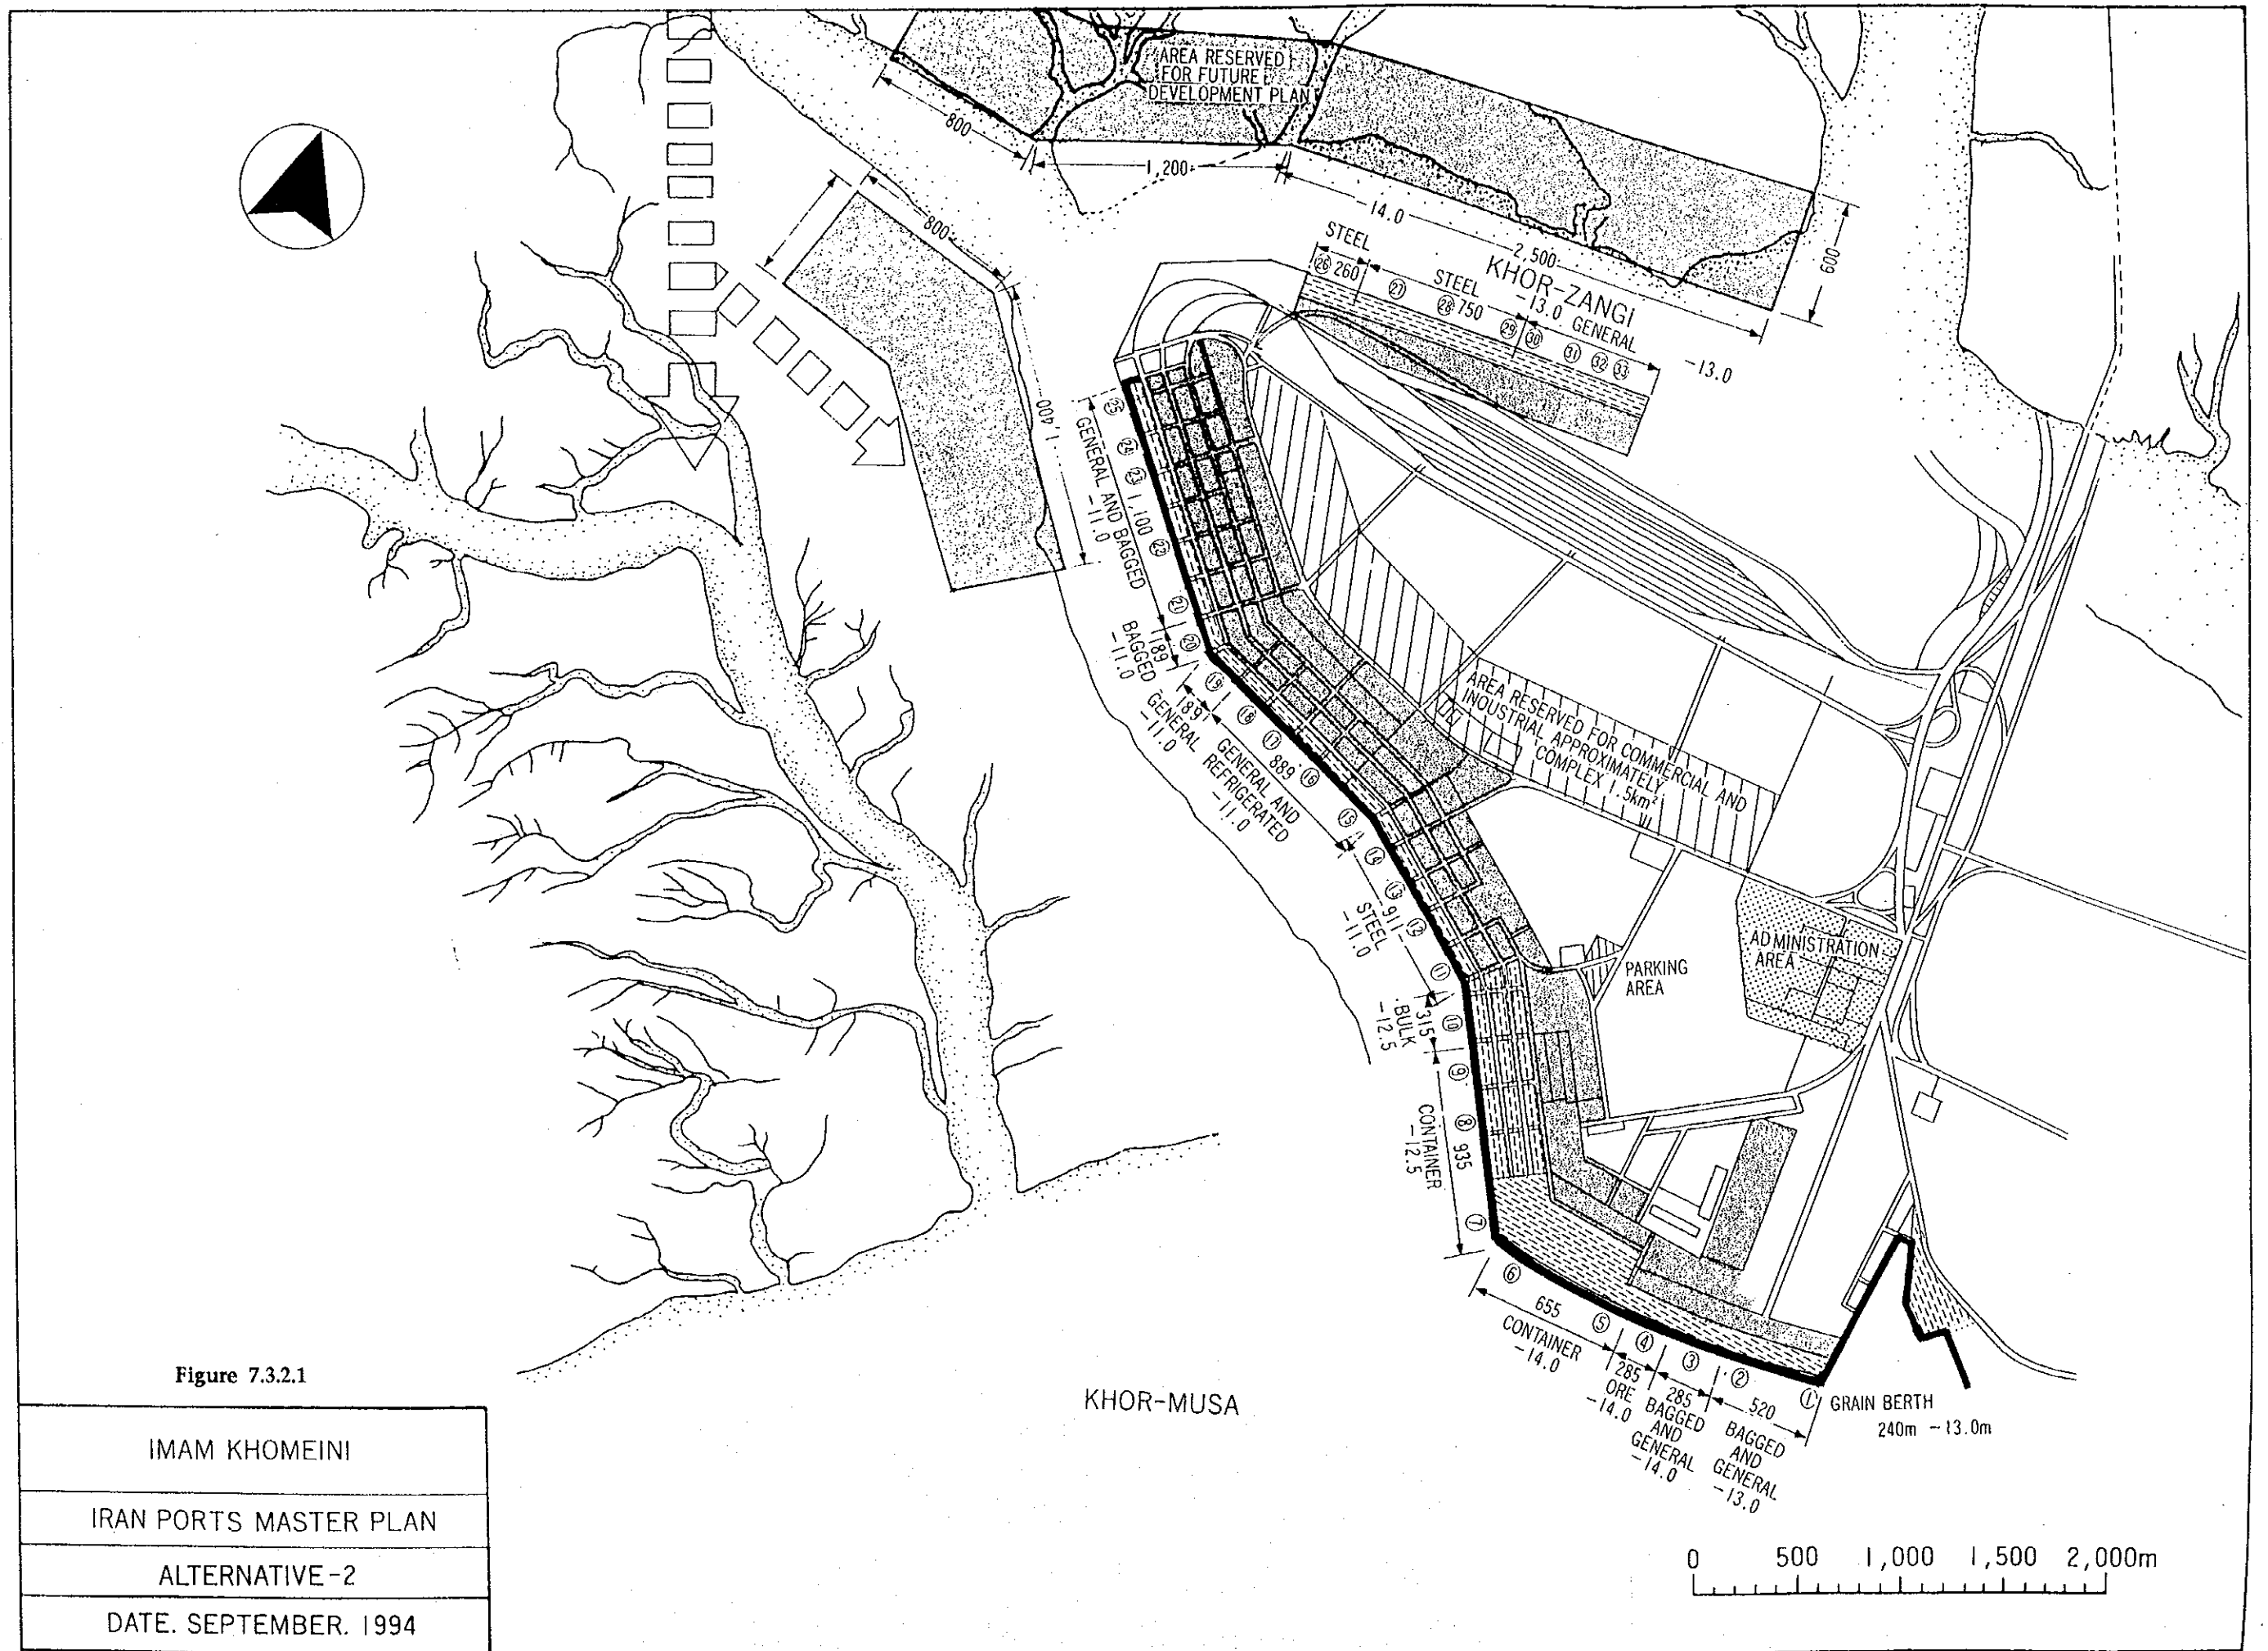 AREA RESERVED
FOR FUTURE
DEVELOPMENT PLAN
800
1,200
14.0
2,500
600
800
1,400
KHOR-ZANGI
-13.0
STEEL
㉖ 260
STEEL
㉗ ㉘ 750 ㉙
GENERAL
㉚ ㉛ ㉜ ㉝
-13.0
㉕ ㉔ ㉓ 1,100 ㉒ ㉑
GENERAL AND BAGGED
-11.0
⑳
189
BAGGED
-11.0
⑲
189
GENERAL
-11.0
⑱ ⑰ 889 ⑯ ⑮
GENERAL AND
REFRIGERATED
-11.0
⑭ ⑬ 911 ⑫ ⑪
STEEL
-11.0
⑩
315
BULK
-12.5
⑨ ⑧ 935 ⑦
CONTAINER
-12.5
AREA RESERVED FOR COMMERCIAL AND
INDUSTRIAL APPROXIMATELY
COMPLEX 1.5km²
PARKING
AREA
ADMINISTRATION
AREA
⑥ ⑤
655
CONTAINER
-14.0
④
285
ORE
-14.0
③
285
BAGGED
AND
GENERAL
-14.0
② ①
520
BAGGED
AND
GENERAL
-13.0
GRAIN BERTH
240m -13.0m
KHOR-MUSA
0 500 1,000 1,500 2,000m
Figure 7.3.2.1
IMAM KHOMEINI
IRAN PORTS MASTER PLAN
ALTERNATIVE-2
DATE. SEPTEMBER. 1994